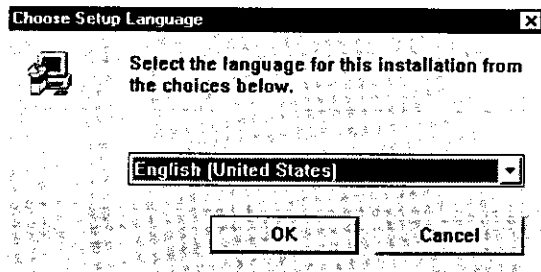 Choose Setup Language
Select the language for this installation from
the choices below.
English (United States)
OK
Cancel